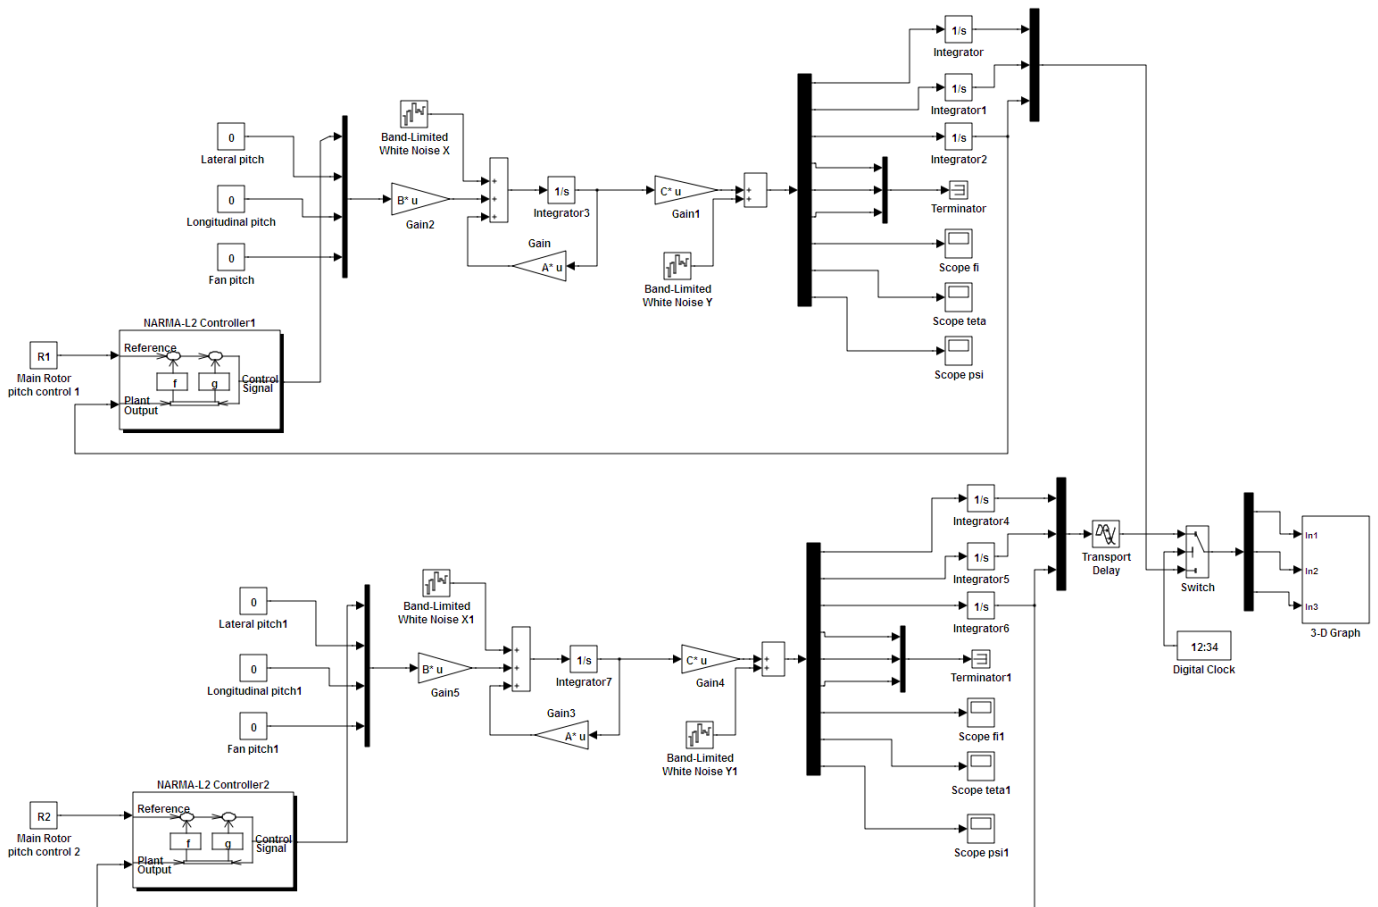 1/s
Integrator
1/s
Integrator1
1/s
Integrator2
Band-Limited
White Noise X
0
Lateral pitch
0
Longitudinal pitch
0
Fan pitch
B* u
Gain2
+
+
+
1/s
Integrator3
Gain
A* u
C* u
Gain1
+
+
Band-Limited
White Noise Y
Terminator
Scope fi
Scope teta
Scope psi
NARMA-L2 Controller1
R1
Main Rotor
pitch control 1
Reference
f
g
Control
Signal
Plant
Output
1/s
Integrator4
1/s
Integrator5
1/s
Integrator6
Transport
Delay
Switch
In1
In2
In3
3-D Graph
12:34
Digital Clock
Band-Limited
White Noise X1
0
Lateral pitch1
0
Longitudinal pitch1
0
Fan pitch1
B* u
Gain5
+
+
+
1/s
Integrator7
Gain3
A* u
C* u
Gain4
+
+
Band-Limited
White Noise Y1
Terminator1
Scope fi1
Scope teta1
Scope psi1
NARMA-L2 Controller2
R2
Main Rotor
pitch control 2
Reference
f
g
Control
Signal
Plant
Output